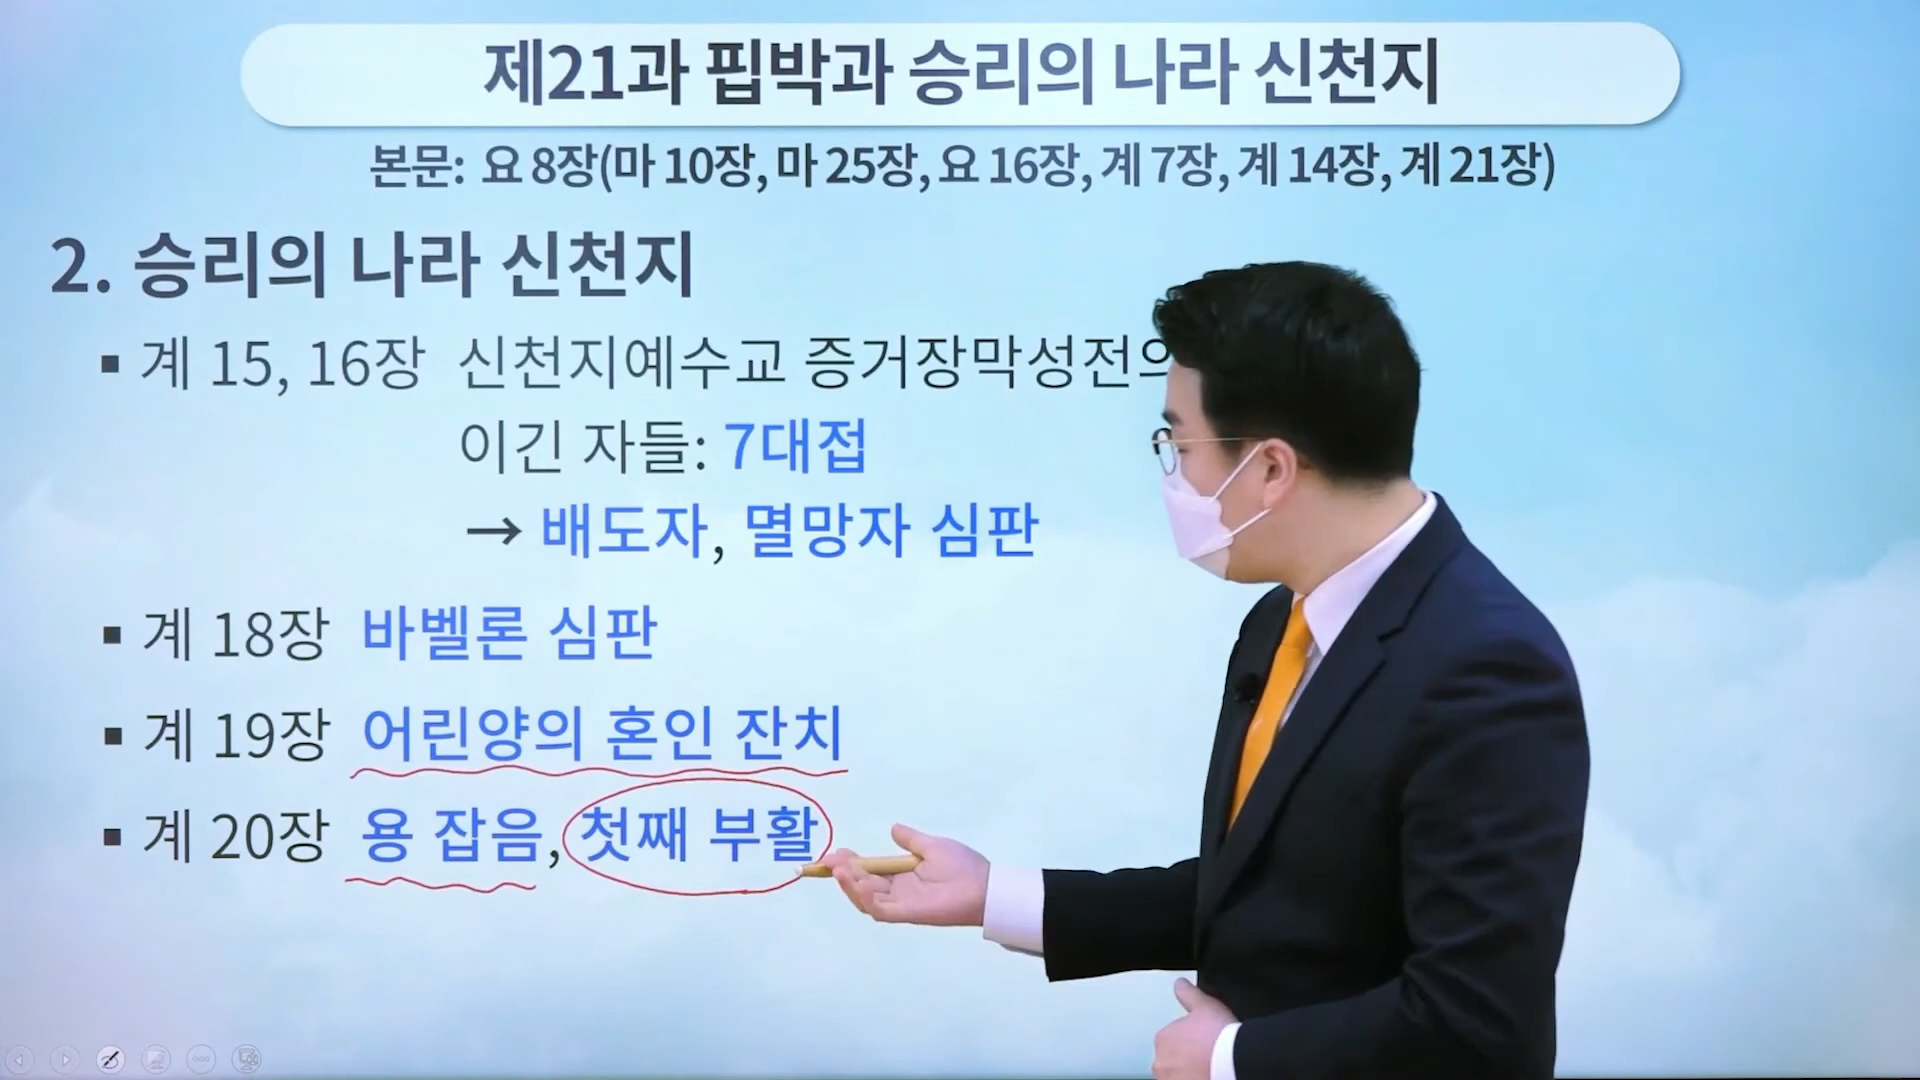 제21과 핍박과 승리의 나라 신천지
본문: 요 8장(마 10장, 마 25장, 요 16장, 계 7장, 계 14장, 계 21장)
2. 승리의 나라 신천지
▪ 계 15, 16장 신천지예수교 증거장막성전의
이긴 자들: 7대접
→ 배도자, 멸망자 심판
▪ 계 18장 바벨론 심판
▪ 계 19장 어린양의 혼인 잔치
▪ 계 20장 용 잡음, 첫째 부활